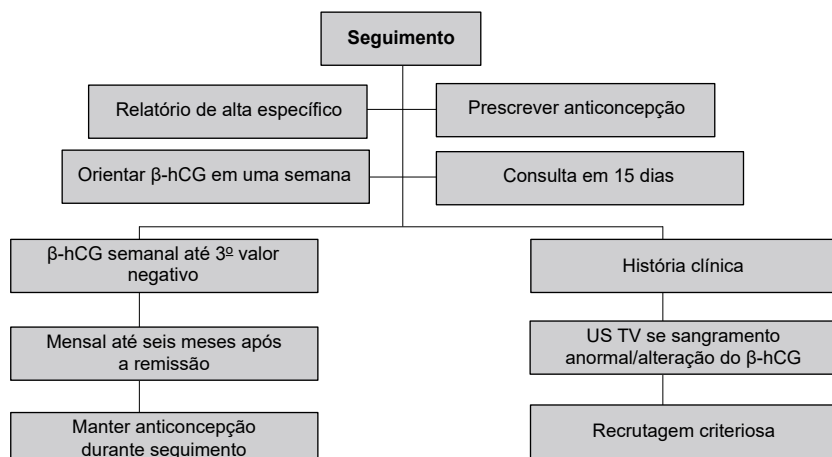 Seguimento
Relatório de alta específico
Prescrever anticoncepção
Orientar β-hCG em uma semana
Consulta em 15 dias
β-hCG semanal até 3º valor
negativo
História clínica
Mensal até seis meses após
a remissão
US TV se sangramento
anormal/alteração do β-hCG
Manter anticoncepção
durante seguimento
Recrutagem criteriosa